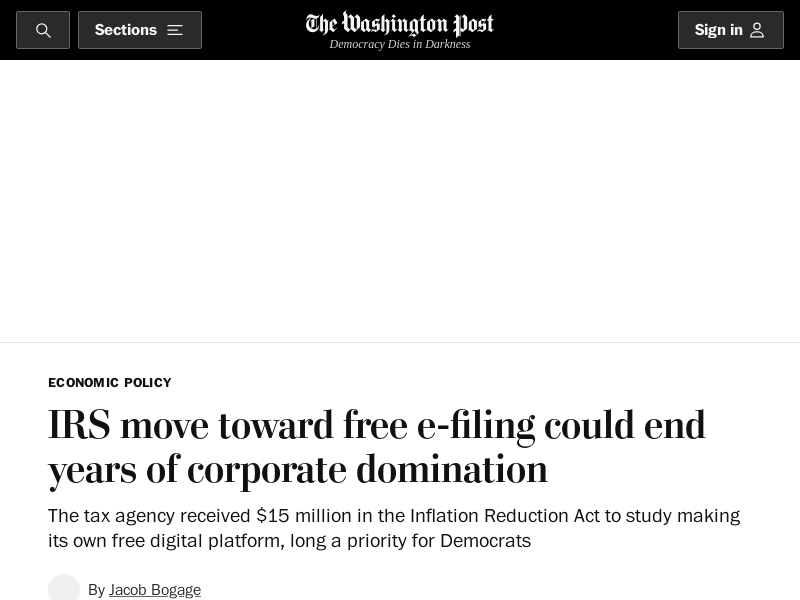 Sections
The Washington Post
Democracy Dies in Darkness
Sign in
ECONOMIC POLICY
IRS move toward free e-filing could end
years of corporate domination
The tax agency received $15 million in the Inflation Reduction Act to study making
its own free digital platform, long a priority for Democrats
By Jacob Bogage